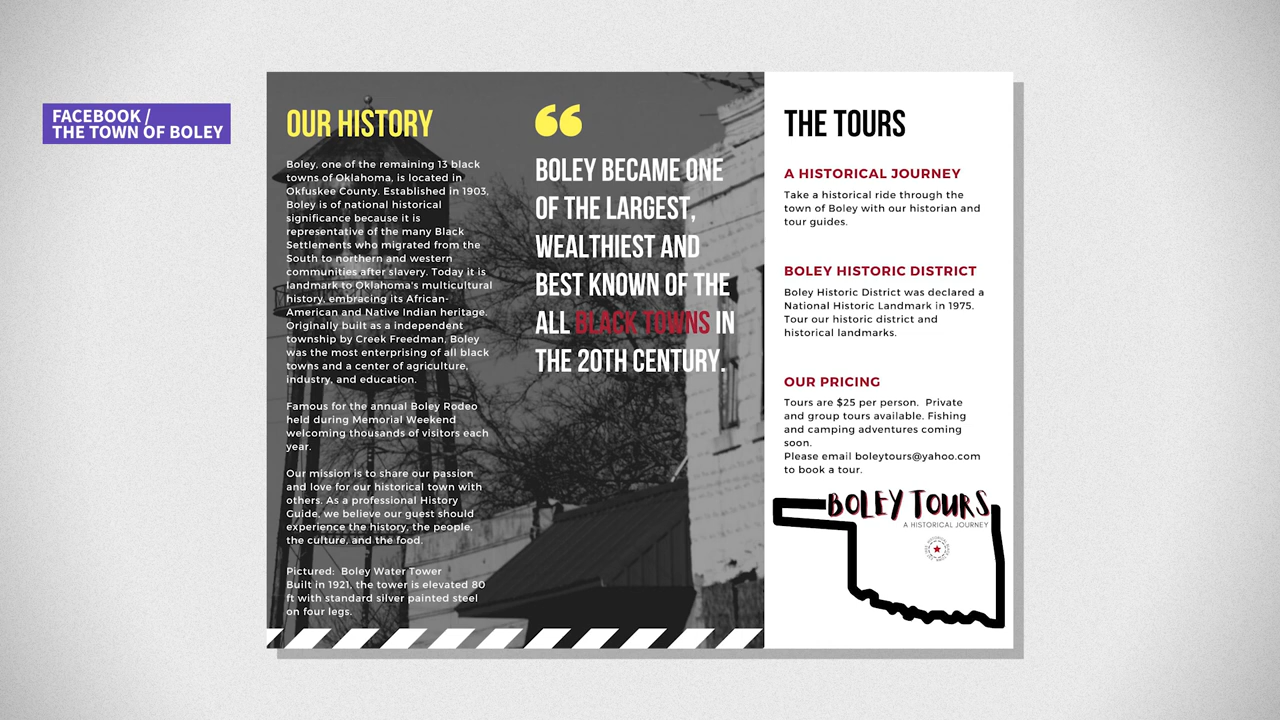 FACEBOOK /
THE TOWN OF BOLEY
OUR HISTORY
Boley, one of the remaining 13 black
towns of Oklahoma, is located in
Okfuskee County. Established in 1903,
Boley is of national historical
significance because it is
representative of the many Black
Settlements who migrated from the
South to northern and western
communities after slavery. Today it is
landmark to Oklahoma's multicultural
history, embracing its African-
American and Native Indian heritage.
Originally built as a independent
township by Creek Freedman, Boley
was the most enterprising of all black
towns and a center of agriculture,
industry, and education.
Famous for the annual Boley Rodeo
held during Memorial Weekend
welcoming thousands of visitors each
year.
Our mission is to share our passion
and love for our historical town with
others. As a professional History
Guide, we believe our guest should
experience the history, the people,
the culture, and the food.
Pictured: Boley Water Tower
Built in 1921, the tower is elevated 80
ft with standard silver painted steel
on four legs.
“
BOLEY BECAME ONE
OF THE LARGEST,
WEALTHIEST AND
BEST KNOWN OF THE
ALL BLACK TOWNS IN
THE 20TH CENTURY.
THE TOURS
A HISTORICAL JOURNEY
Take a historical ride through the
town of Boley with our historian and
tour guides.
BOLEY HISTORIC DISTRICT
Boley Historic District was declared a
National Historic Landmark in 1975.
Tour our historic district and
historical landmarks.
OUR PRICING
Tours are $25 per person. Private
and group tours available. Fishing
and camping adventures coming
soon.
Please email boleytours@yahoo.com
to book a tour.
BOLEY TOURS
A HISTORICAL JOURNEY